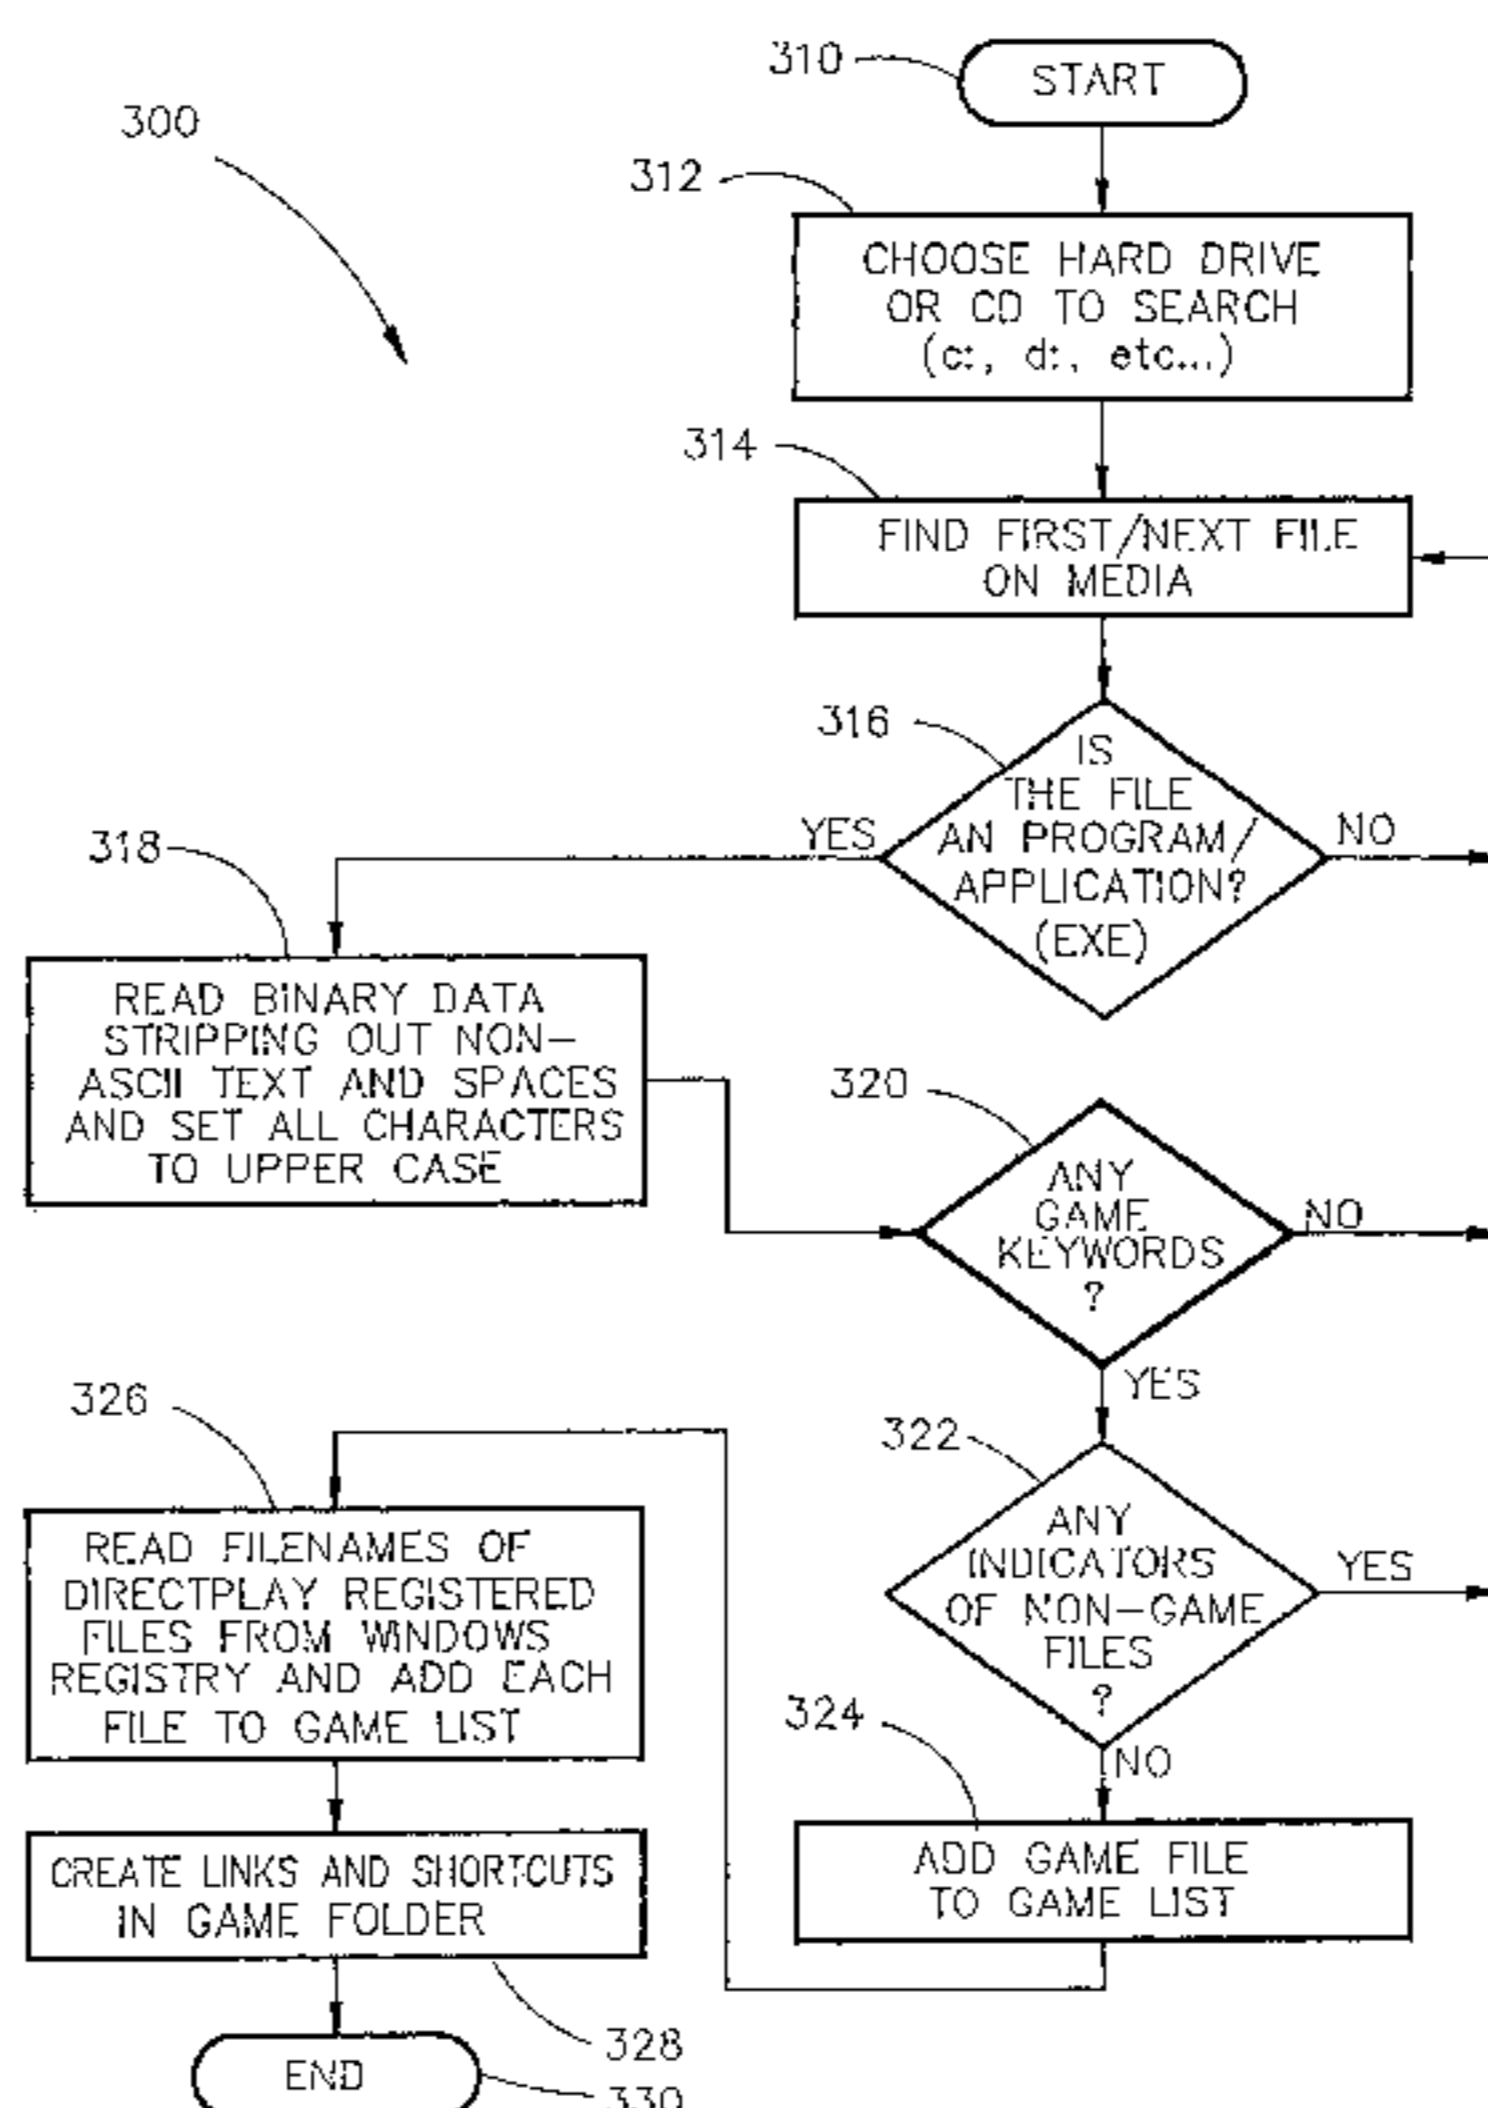 310
START
300
312
CHOOSE HARD DRIVE
OR CD TO SEARCH
(c:, d:, etc...)
314
FIND FIRST/NEXT FILE
ON MEDIA
316
IS
THE FILE
AN PROGRAM/
APPLICATION?
(EXE)
YES
NO
318
READ BINARY DATA
STRIPPING OUT NON-
ASCII TEXT AND SPACES
AND SET ALL CHARACTERS
TO UPPER CASE
320
ANY
GAME
KEYWORDS
?
NO
YES
322
ANY
INDICATORS
OF NON-GAME
FILES
?
YES
NO
324
ADD GAME FILE
TO GAME LIST
326
READ FILENAMES OF
DIRECTPLAY REGISTERED
FILES FROM WINDOWS
REGISTRY AND ADD EACH
FILE TO GAME LIST
CREATE LINKS AND SHORTCUTS
IN GAME FOLDER
328
END
330